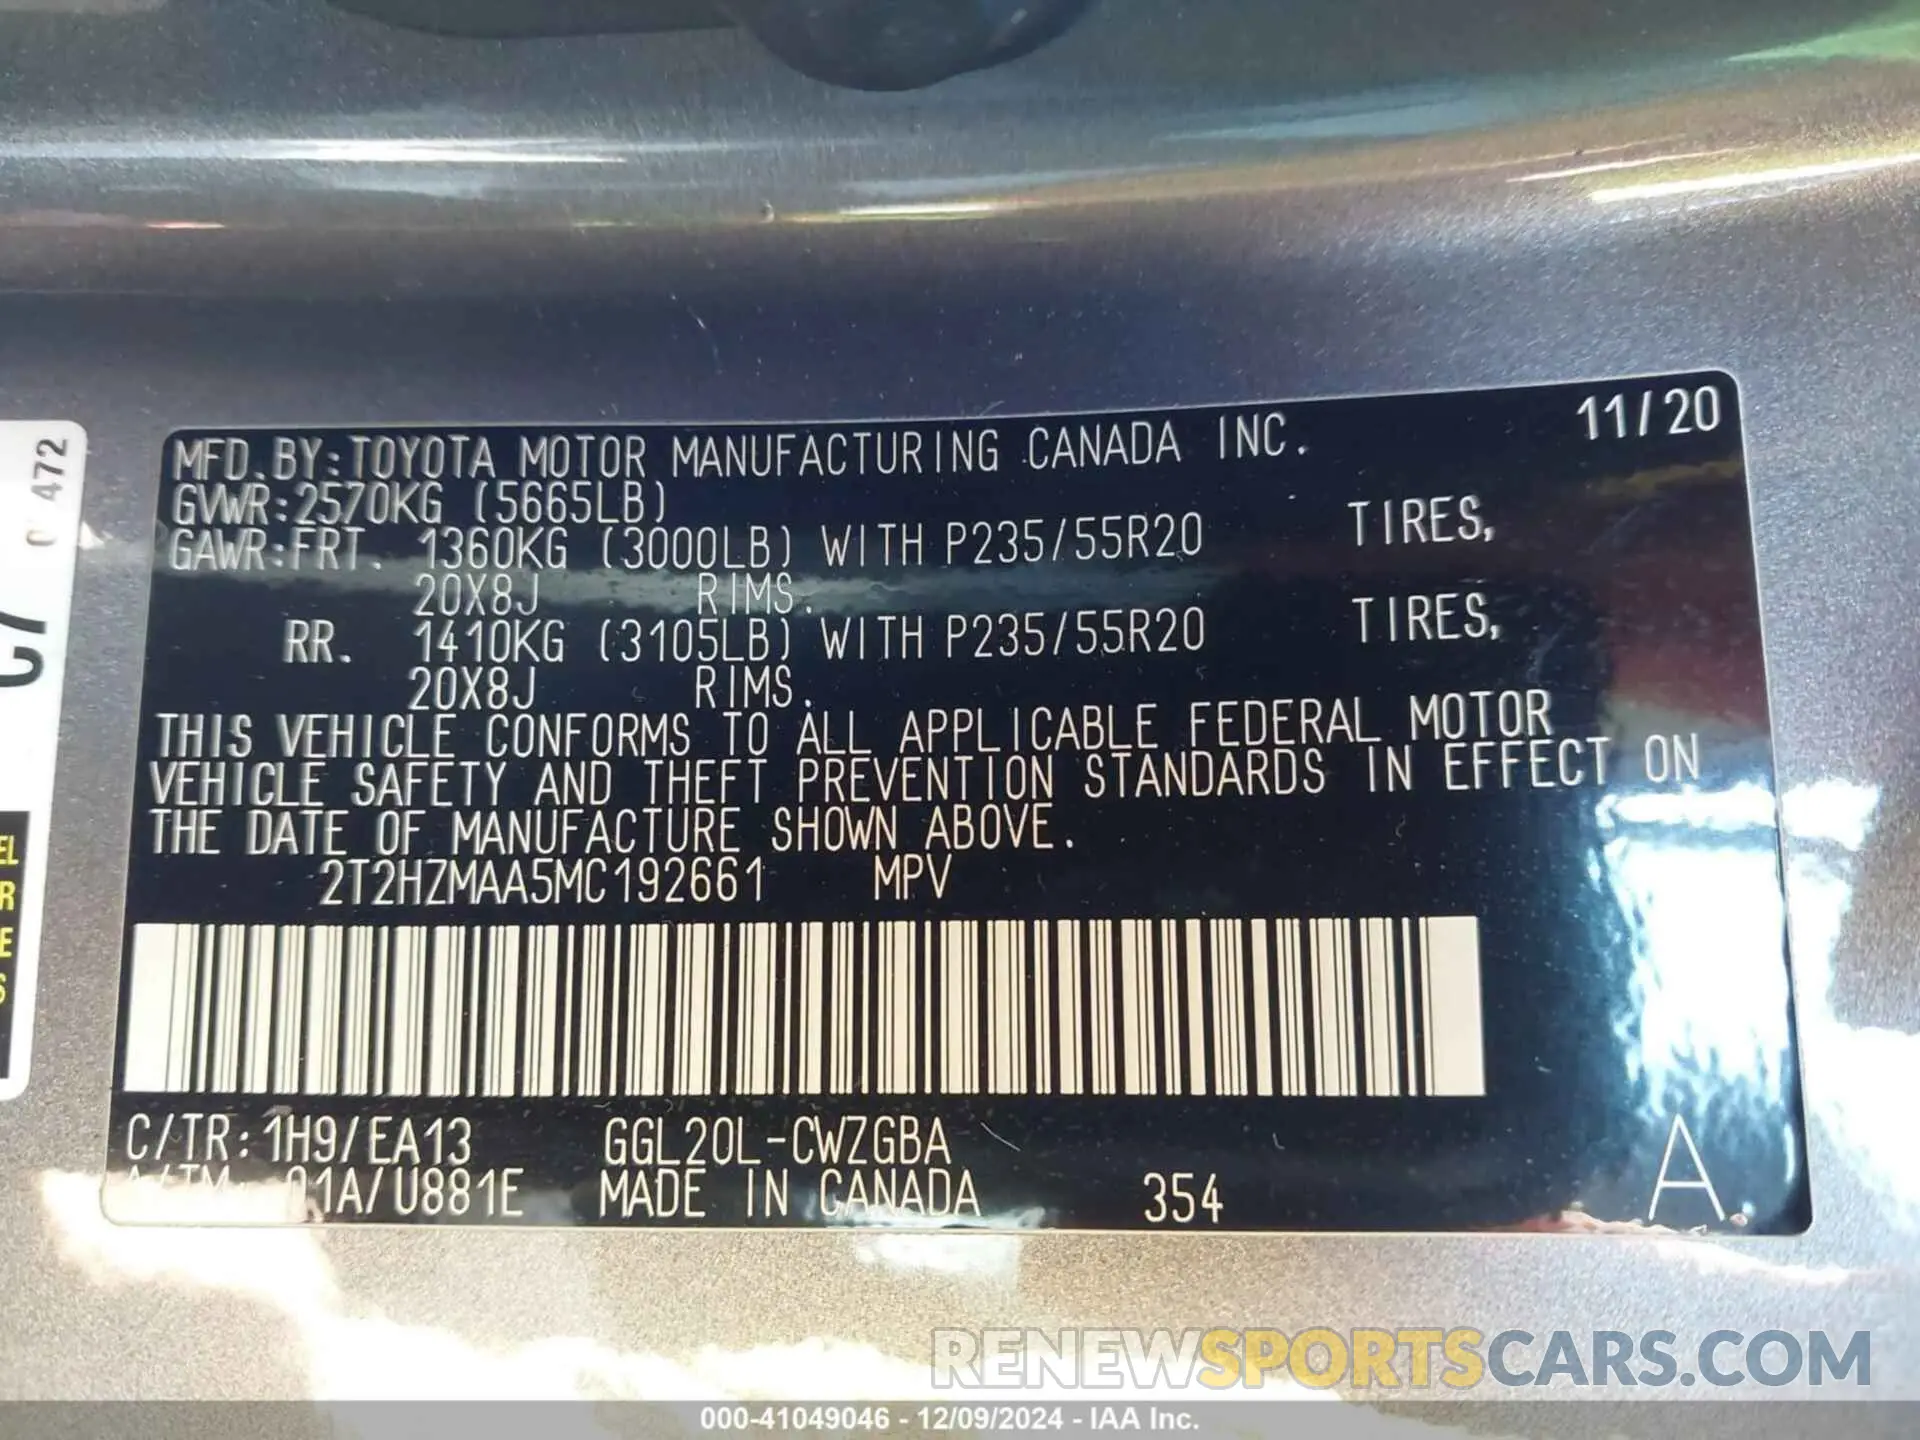 MFD.BY:TOYOTA MOTOR MANUFACTURING CANADA INC. 11/20
GVWR:2570KG (5665LB)
GAWR:FRT. 1360KG (3000LB) WITH P235/55R20 TIRES,
20X8J RIMS.
RR. 1410KG (3105LB) WITH P235/55R20 TIRES,
20X8J RIMS.
THIS VEHICLE CONFORMS TO ALL APPLICABLE FEDERAL MOTOR
VEHICLE SAFETY AND THEFT PREVENTION STANDARDS IN EFFECT ON
THE DATE OF MANUFACTURE SHOWN ABOVE.
2T2HZMAA5MC192661 MPV
C/TR:1H9/EA13 GGL20L-CWZGBA
A/TM: 01A/U881E MADE IN CANADA 354 A
472
C7
EL
R
E
S
RENEWSPORTSCARS.COM
000-41049046 - 12/09/2024 - IAA Inc.